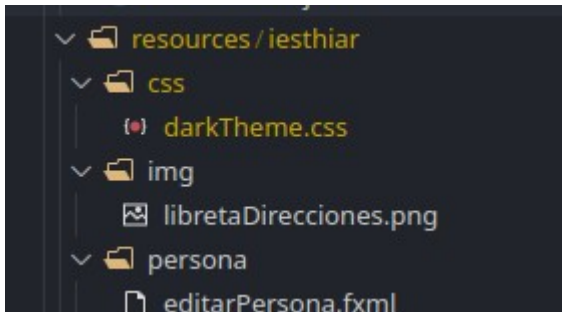 resources/iesthiar
css
darkTheme.css
img
libretaDirecciones.png
persona
editarPersona.fxml